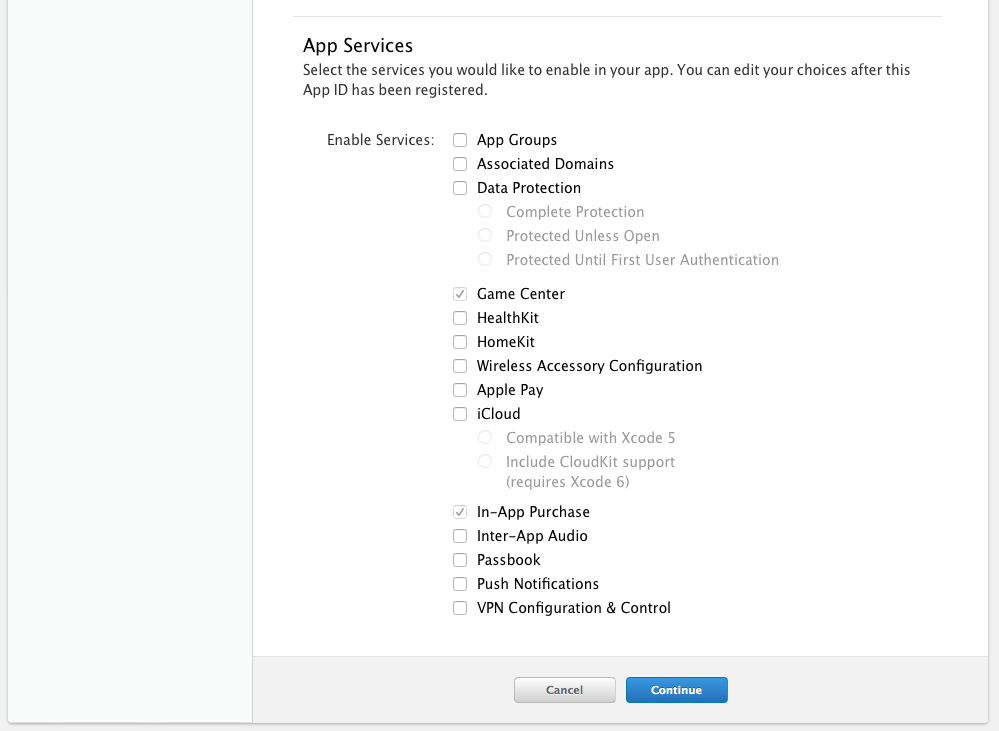 App Services
Select the services you would like to enable in your app. You can edit your choices after this
App ID has been registered.
Enable Services:
App Groups
Associated Domains
Data Protection
Complete Protection
Protected Unless Open
Protected Until First User Authentication
Game Center
HealthKit
HomeKit
Wireless Accessory Configuration
Apple Pay
iCloud
Compatible with Xcode 5
Include CloudKit support
(requires Xcode 6)
In-App Purchase
Inter-App Audio
Passbook
Push Notifications
VPN Configuration & Control
Cancel
Continue